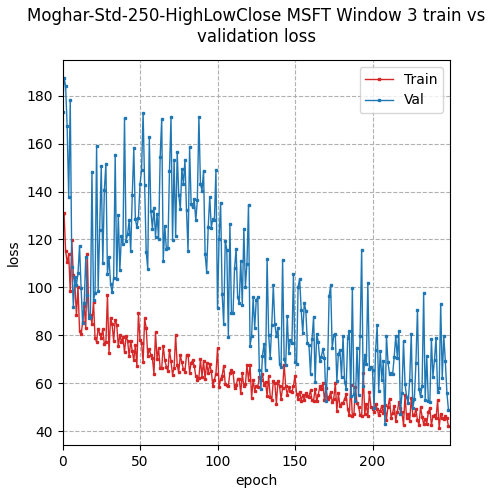 Moghar-Std-250-HighLowClose MSFT Window 3 train vs
validation loss
Train
Val
180
160
140
120
100
80
60
40
loss
0
50
100
150
200
epoch